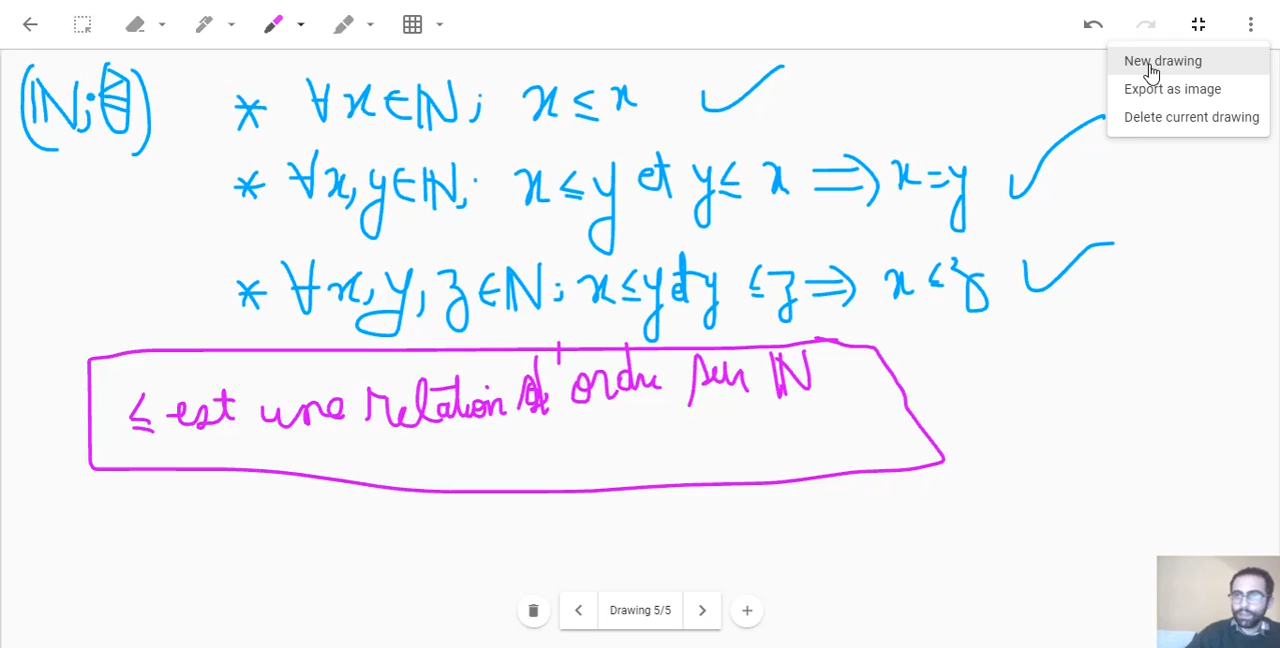 New drawing
Export as image
Delete current drawing
(ℕ; ≤)
* ∀x∈ℕ; x ≤ x ✓
* ∀x,y∈ℕ; x ≤ y et y ≤ x ⟹ x = y ✓
* ∀x, y, z ∈ ℕ; x ≤ y et y ≤ z ⟹ x ≤ z ✓
≤ est une relation d'ordre sur ℕ
Drawing 5/5